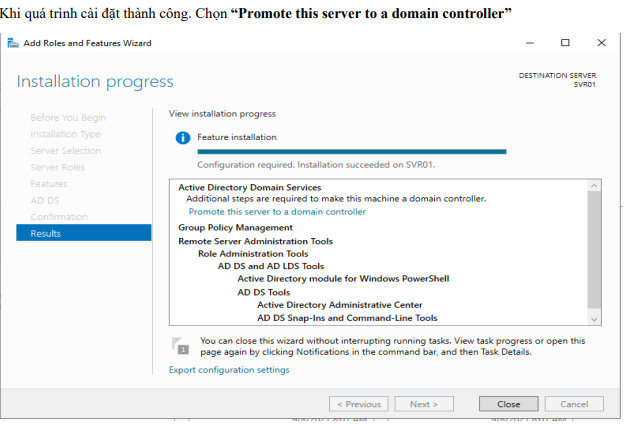 Khi quá trình cài đặt thành công. Chọn “Promote this server to a domain controller”
Add Roles and Features Wizard
Installation progress
DESTINATION SERVER
SVR01
Before You Begin
Installation Type
Server Selection
Server Roles
Features
AD DS
Confirmation
Results
View installation progress
Feature installation
Configuration required. Installation succeeded on SVR01.
Active Directory Domain Services
Additional steps are required to make this machine a domain controller.
Promote this server to a domain controller
Group Policy Management
Remote Server Administration Tools
Role Administration Tools
AD DS and AD LDS Tools
Active Directory module for Windows PowerShell
AD DS Tools
Active Directory Administrative Center
AD DS Snap-Ins and Command-Line Tools
1
You can close this wizard without interrupting running tasks. View task progress or open this
page again by clicking Notifications in the command bar, and then Task Details.
Export configuration settings
< Previous
Next >
Close
Cancel